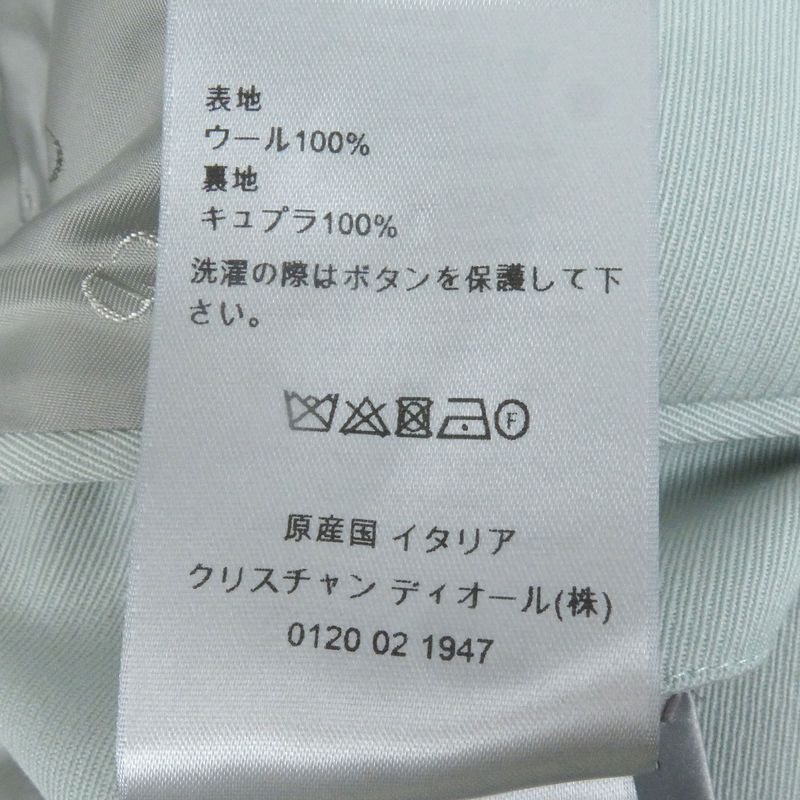 表地
ウール100%
裏地
キュプラ100%
洗濯の際はボタンを保護して下
さい。
F
原産国 イタリア
クリスチャン ディオール(株)
0120 02 1947